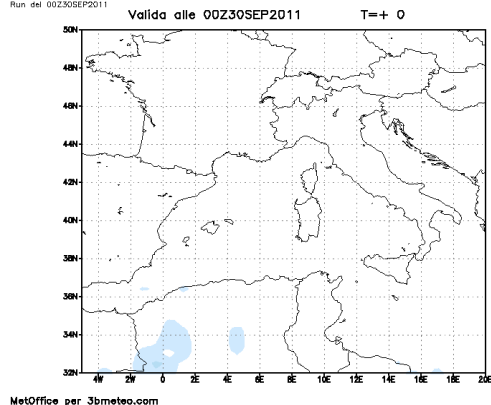 Run del 00Z30SEP2011
Valida alle 00Z30SEP2011 T=+ 0
50N
48N
46N
44N
42N
40N
38N
36N
34N
32N
4W 2W 0 2E 4E 6E 8E 10E 12E 14E 16E 18E 20E
MetOffice per 3bmeteo.com